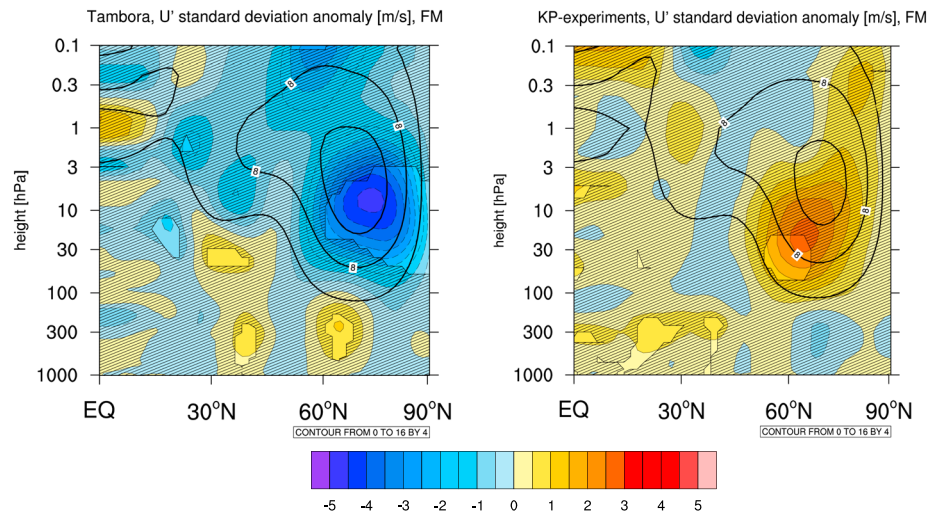 Tambora, U' standard deviation anomaly [m/s], FM
KP-experiments, U' standard deviation anomaly [m/s], FM
height [hPa]
0.1
0.3
1
3
10
30
100
300
1000
8
8
8
8
EQ 30°N 60°N 90°N
CONTOUR FROM 0 TO 16 BY 4
height [hPa]
0.1
0.3
1
3
10
30
100
300
1000
8
8
8
8
EQ 30°N 60°N 90°N
CONTOUR FROM 0 TO 16 BY 4
-5 -4 -3 -2 -1 0 1 2 3 4 5